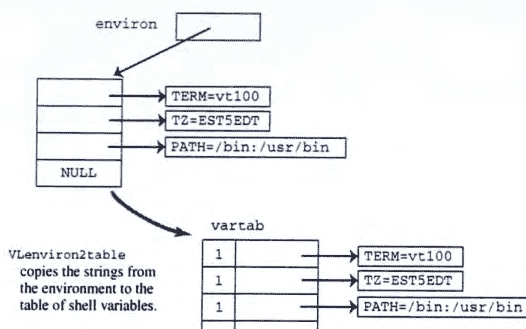 environ
TERM=vt100
TZ=EST5EDT
PATH=/bin:/usr/bin
NULL
vartab
VLenviron2table
copies the strings from
the environment to the
table of shell variables.
1
TERM=vt100
1
TZ=EST5EDT
1
PATH=/bin:/usr/bin